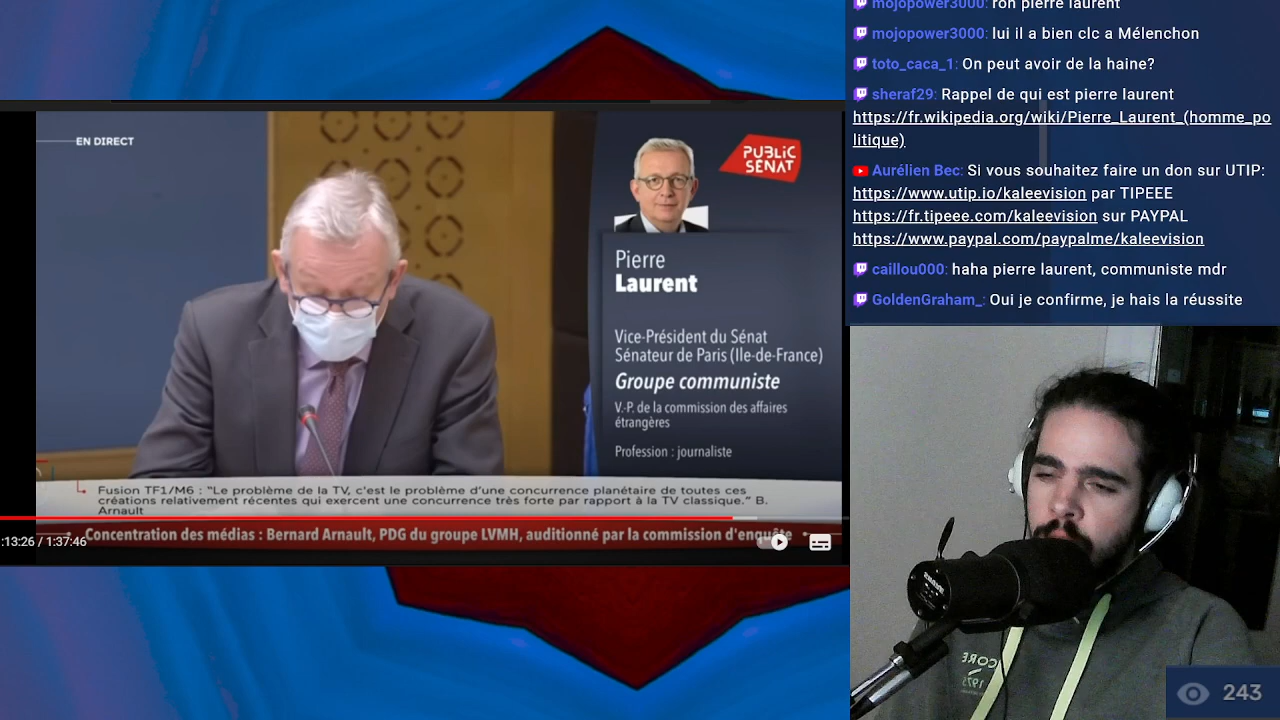 mojopower3000: ron pierre laurent
mojopower3000: lui il a bien clc a Mélenchon
toto_caca_1: On peut avoir de la haine?
sheraf29: Rappel de qui est pierre laurent
https://fr.wikipedia.org/wiki/Pierre_Laurent_(homme_po
litique)
Aurélien Bec: Si vous souhaitez faire un don sur UTIP:
https://www.utip.io/kaleevision par TIPEEE
https://fr.tipeee.com/kaleevision sur PAYPAL
https://www.paypal.com/paypalme/kaleevision
caillou000: haha pierre laurent, communiste mdr
GoldenGraham_: Oui je confirme, je hais la réussite
EN DIRECT
PUBLIC
SÉNAT
Pierre
Laurent
Vice-Président du Sénat
Sénateur de Paris (Ile-de-France)
Groupe communiste
V.-P. de la commission des affaires
étrangères
Profession : journaliste
Fusion TF1/M6 : “Le problème de la TV, c'est le problème d'une concurrence planétaire de toutes ces
créations relativement récentes qui exercent une concurrence très forte par rapport à la TV classique.” B.
Arnault
Concentration des médias : Bernard Arnault, PDG du groupe LVMH, auditionné par la commission d'enquête
:13:26 / 1:37:46
CORE
1975
243